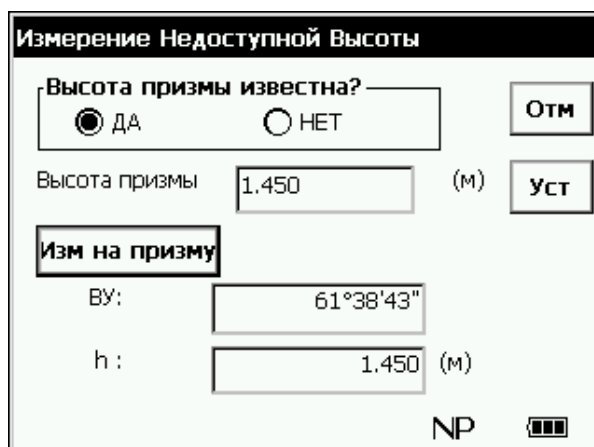 Измерение Недоступной Высоты
Высота призмы известна?
ДА НЕТ
Отм
Высота призмы 1.450 (м)
Уст
Изм на призму
ВУ: 61°38'43"
h : 1.450 (м)
NP